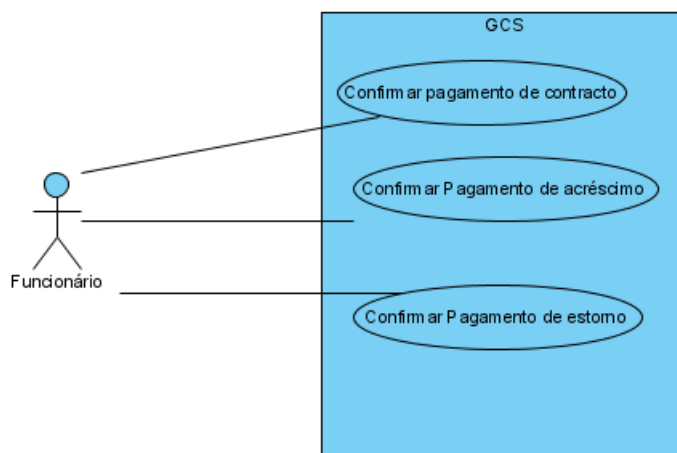 GCS
Confirmar pagamento de contracto
Confirmar Pagamento de acréscimo
Funcionário
Confirmar Pagamento de estorno